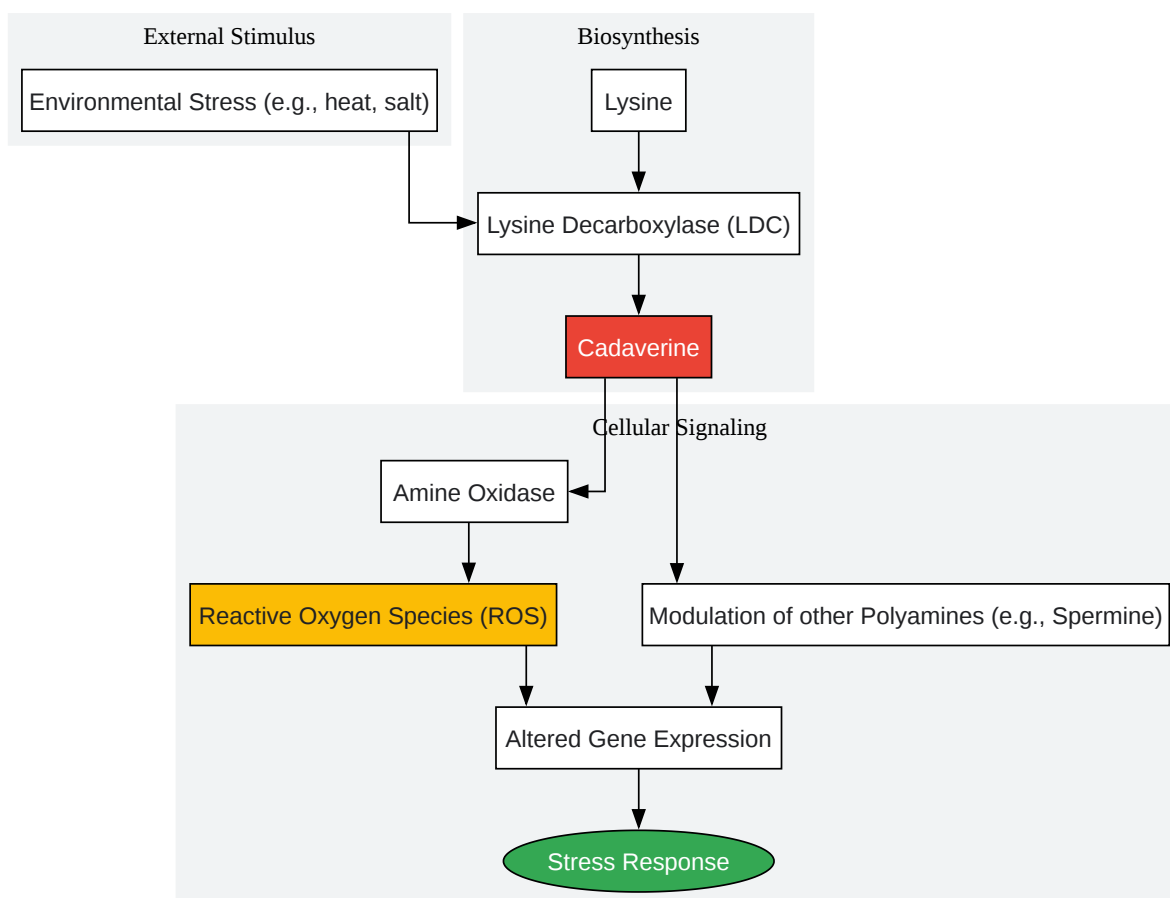 External Stimulus
Biosynthesis
Environmental Stress (e.g., heat, salt)
Lysine
Lysine Decarboxylase (LDC)
Cadaverine
Cellular Signaling
Amine Oxidase
Reactive Oxygen Species (ROS)
Modulation of other Polyamines (e.g., Spermine)
Altered Gene Expression
Stress Response